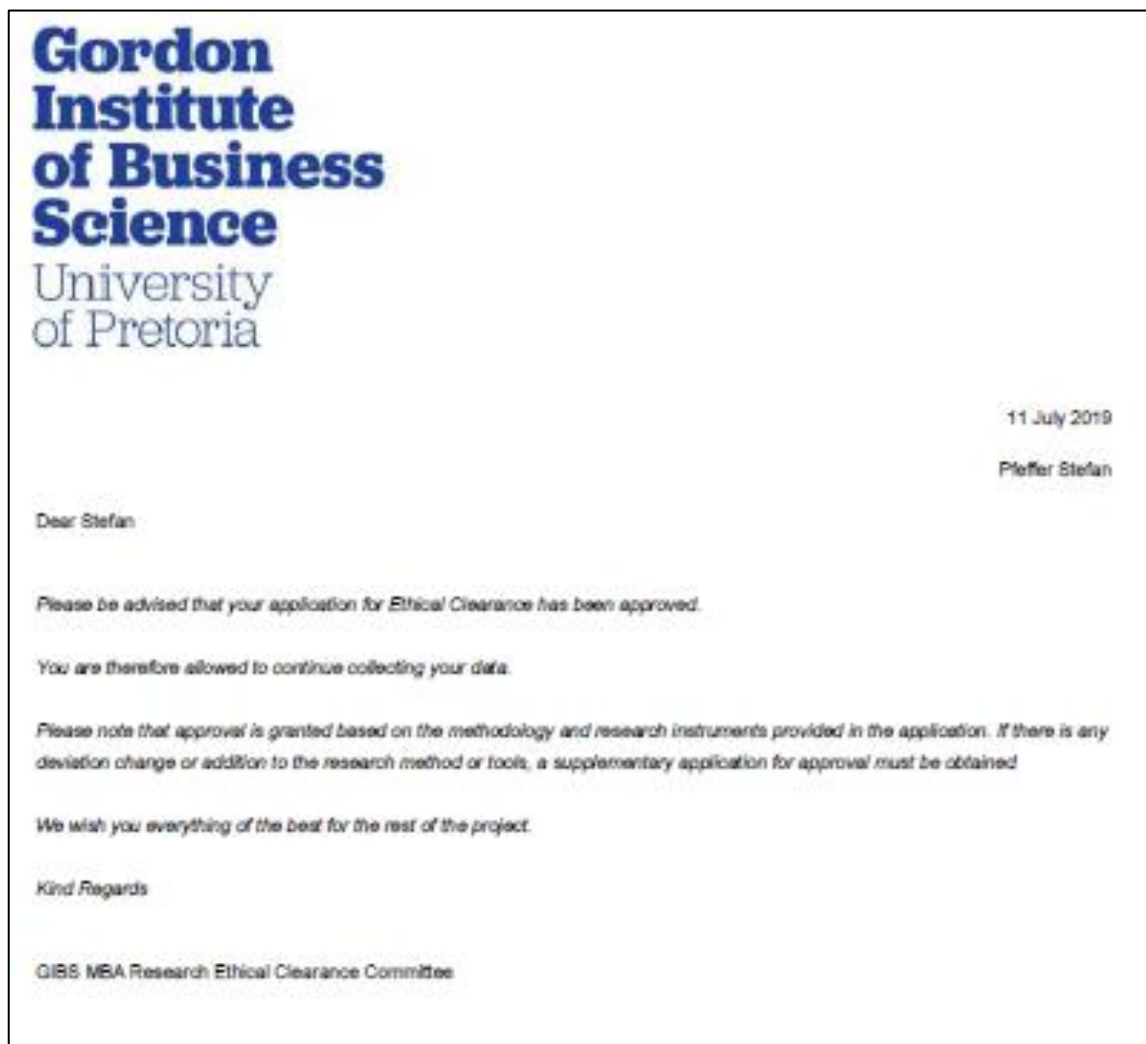 Gordon
Institute
of Business
Science
University
of Pretoria
11 July 2019
Pfeffer Stefan
Dear Stefan
Please be advised that your application for Ethical Clearance has been approved.
You are therefore allowed to continue collecting your data.
Please note that approval is granted based on the methodology and research instruments provided in the application. If there is any
deviation change or addition to the research method or tools, a supplementary application for approval must be obtained
We wish you everything of the best for the rest of the project.
Kind Regards
GIBS MBA Research Ethical Clearance Committee